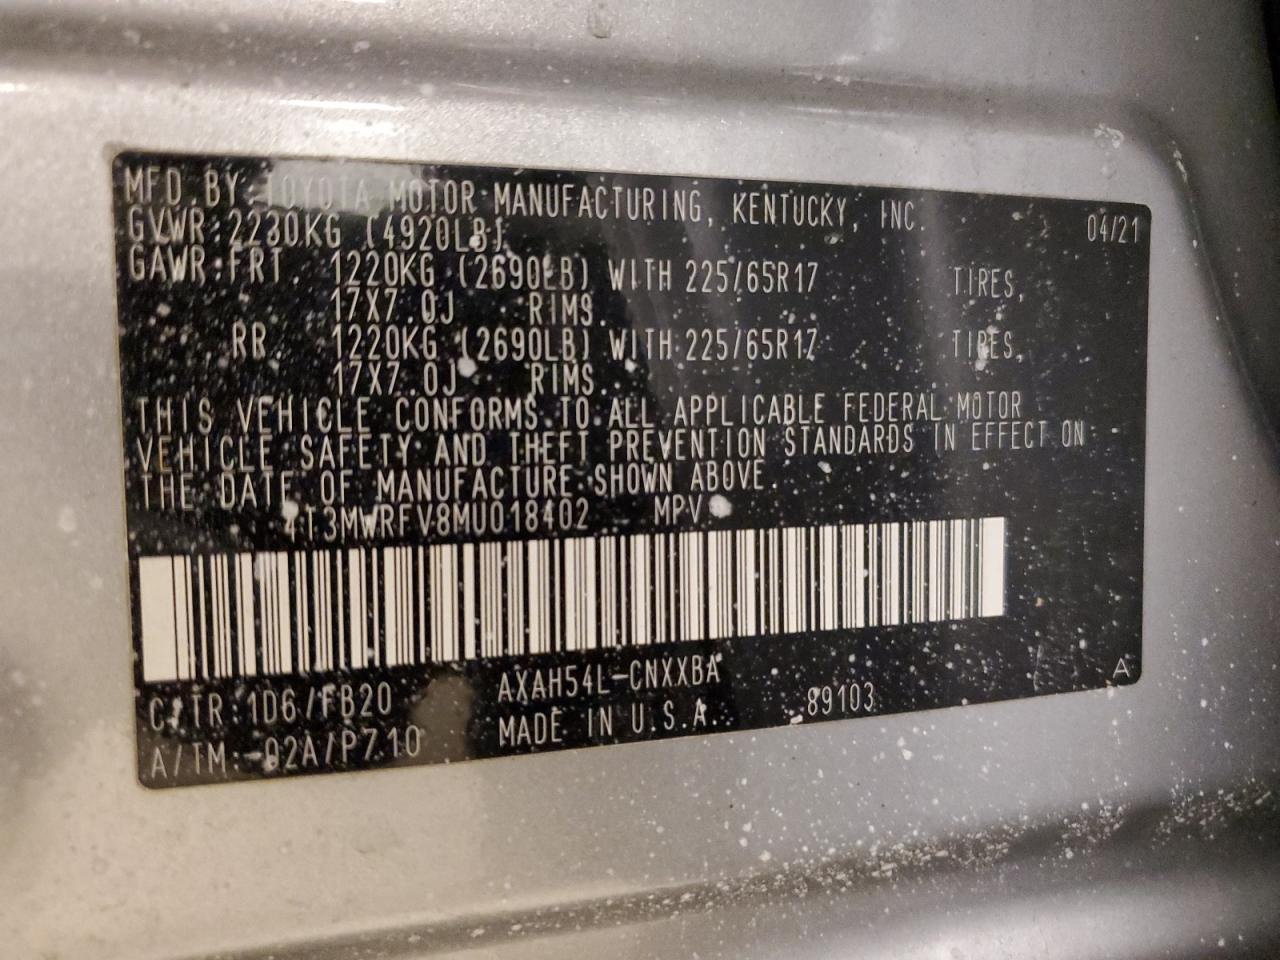 MFD. BY: TOYOTA MOTOR MANUFACTURING, KENTUCKY, INC. 04/21
GVWR: 2230KG (4920LB)
GAWR: FRT. 1220KG (2690LB) WITH 225/65R17 TIRES,
17X7.0J RIMS.
RR. 1220KG (2690LB) WITH 225/65R17 TIRES,
17X7.0J RIMS.
THIS VEHICLE CONFORMS TO ALL APPLICABLE FEDERAL MOTOR
VEHICLE SAFETY AND THEFT PREVENTION STANDARDS IN EFFECT ON
THE DATE OF MANUFACTURE SHOWN ABOVE.
4T3MWRFV8MU018402 MPV
C/TR: 1D6/FB20 AXAH54L-CNXXBA A
A/TM: -02A/P710 MADE IN U.S.A. 89103